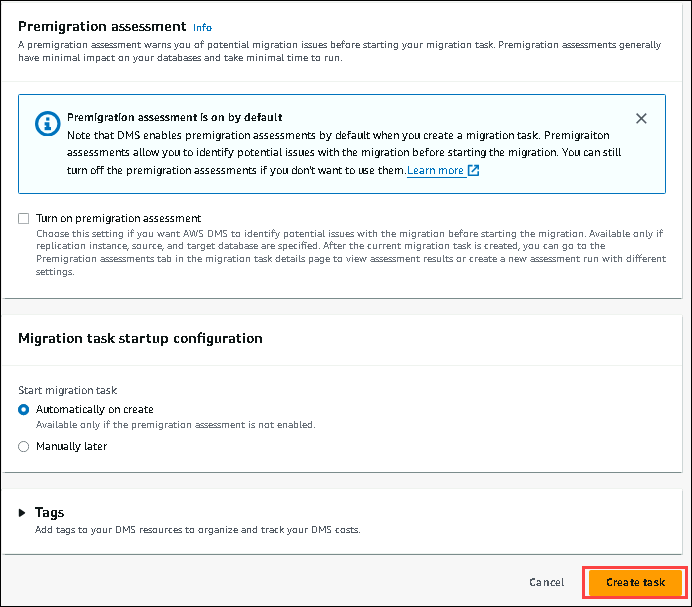 Premigration assessment Info
A premigration assessment warns you of potential migration issues before starting your migration task. Premigration assessments generally
have minimal impact on your databases and take minimal time to run.
Premigration assessment is on by default
Note that DMS enables premigration assessments by default when you create a migration task. Premigraiton
assessments allow you to identify potential issues with the migration before starting the migration. You can still
turn off the premigration assessments if you don't want to use them. Learn more
Turn on premigration assessment
Choose this setting if you want AWS DMS to identify potential issues with the migration before starting the migration. Available only if
replication instance, source, and target database are specified. After the current migration task is created, you can go to the
Premigration assessments tab in the migration task details page to view assessment results or create a new assessment run with different
settings.
Migration task startup configuration
Start migration task
Automatically on create
Available only if the premigration assessment is not enabled.
Manually later
Tags
Add tags to your DMS resources to organize and track your DMS costs.
Cancel Create task